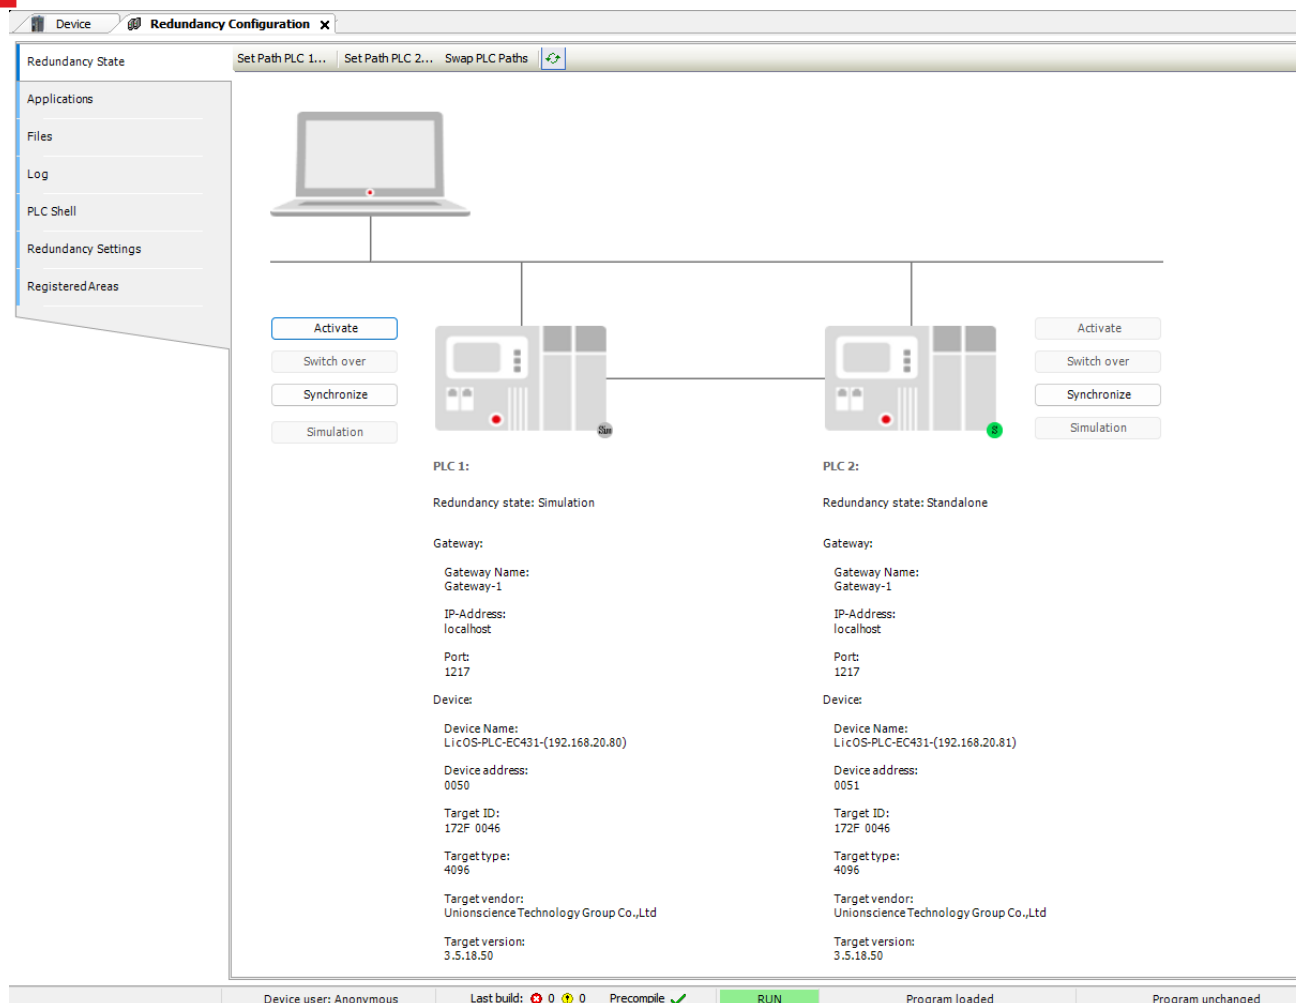 Device
Redundancy Configuration x
Redundancy State
Applications
Files
Log
PLC Shell
Redundancy Settings
Registered Areas
Set Path PLC 1... Set Path PLC 2... Swap PLC Paths
Activate
Switch over
Synchronize
Simulation
Sim
S
Activate
Switch over
Synchronize
Simulation
PLC 1:
Redundancy state: Simulation
Gateway:
Gateway Name:
Gateway-1
IP-Address:
localhost
Port:
1217
Device:
Device Name:
LicOS-PLC-EC431-(192.168.20.80)
Device address:
0050
Target ID:
172F 0046
Target type:
4096
Target vendor:
Unionscience Technology Group Co.,Ltd
Target version:
3.5.18.50
PLC 2:
Redundancy state: Standalone
Gateway:
Gateway Name:
Gateway-1
IP-Address:
localhost
Port:
1217
Device:
Device Name:
LicOS-PLC-EC431-(192.168.20.81)
Device address:
0051
Target ID:
172F 0046
Target type:
4096
Target vendor:
Unionscience Technology Group Co.,Ltd
Target version:
3.5.18.50
Device user: Anonymous Last build: 0 0 Precompile RUN Program loaded Program unchanged